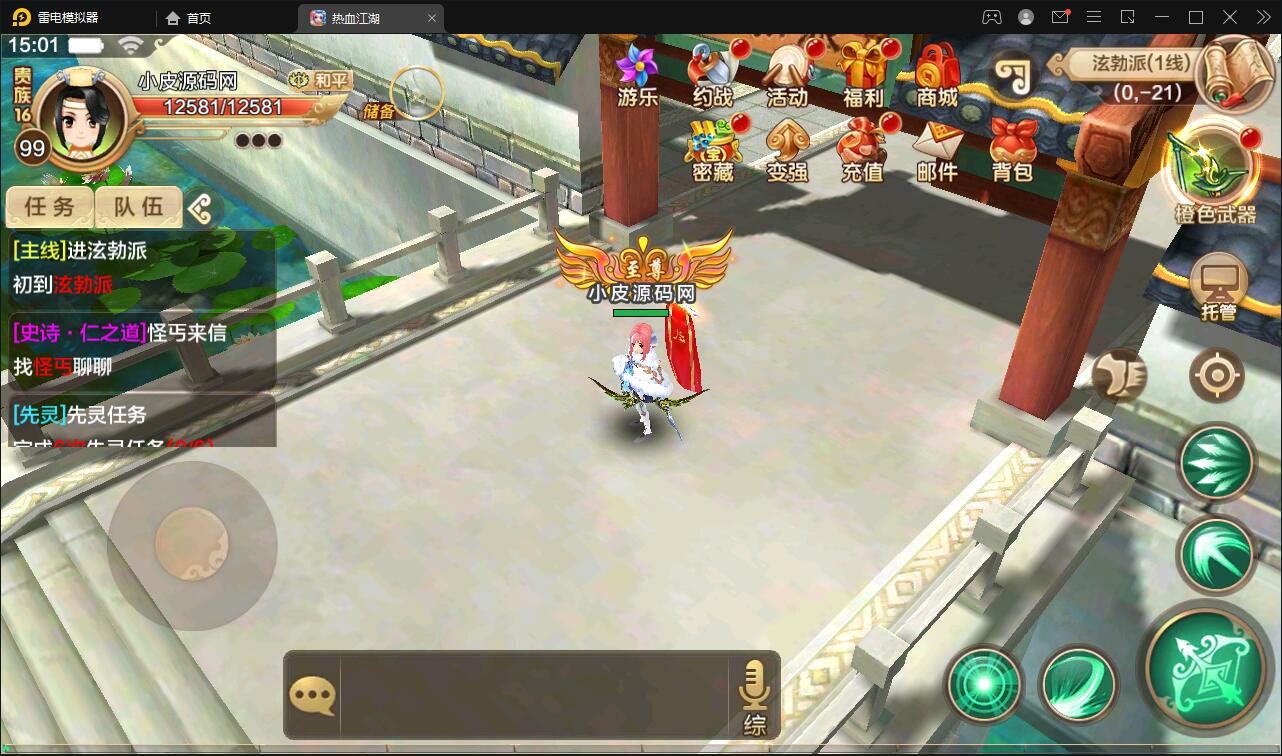 雷电模拟器
首页
热血江湖
15:01
贵族16
小皮源码网
和平
12581/12581
储备
99
游乐
约战
活动
福利
商城
泫勃派(1线)
(0,-21)
密藏
变强
充值
邮件
背包
橙色武器
托管
任务
队伍
[主线]进泫勃派
初到泫勃派
[史诗·仁之道]怪丐来信
找怪丐聊聊
[先灵]先灵任务
至尊
小皮源码网
综